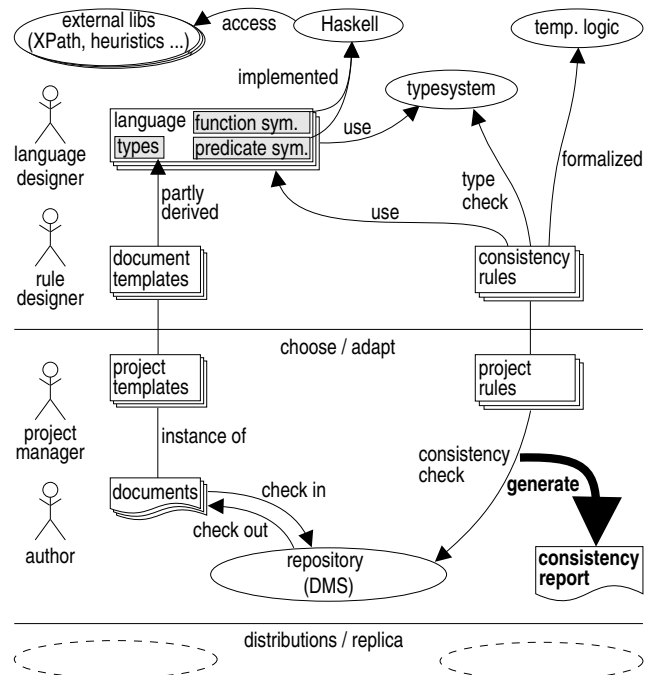 external libs
(XPath, heuristics ...)
access
Haskell
temp. logic
implemented
typesystem
language
function sym.
types
predicate sym.
use
language
designer
partly
derived
use
type
check
formalized
document
templates
consistency
rules
rule
designer
choose / adapt
project
templates
project
rules
project
manager
instance of
consistency
check
generate
documents
check in
check out
author
repository
(DMS)
consistency
report
distributions / replica